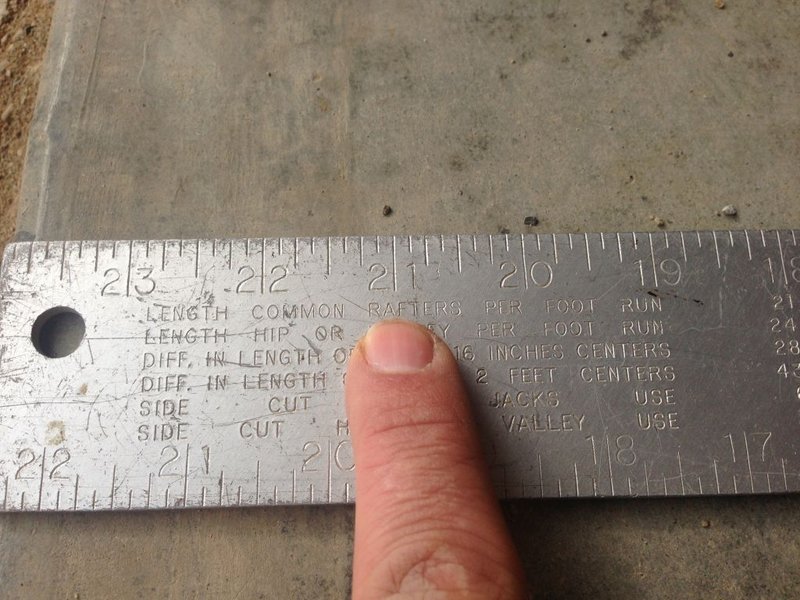 23 22 21 20 19 18
LENGTH COMMON RAFTERS PER FOOT RUN 21
LENGTH HIP OR PER FOOT RUN 24
DIFF. IN LENGTH 16 INCHES CENTERS 28
DIFF. IN LENGTH 2 FEET CENTERS 43
SIDE CUT JACKS USE
SIDE CUT VALLEY USE
22 21 20 18 17